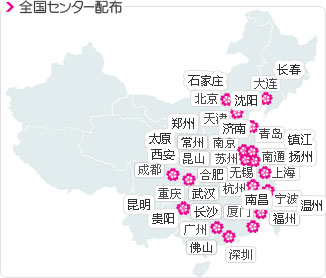 全国センター配布
长春
石家庄
大连
北京
沈阳
天津
郑州
济南
青岛
太原
常州
南京
镇江
西安
昆山
苏州
南通
扬州
成都
合肥
无锡
上海
重庆
武汉
杭州
昆明
南昌
宁波
温州
贵阳
长沙
厦门
福州
广州
佛山
深圳